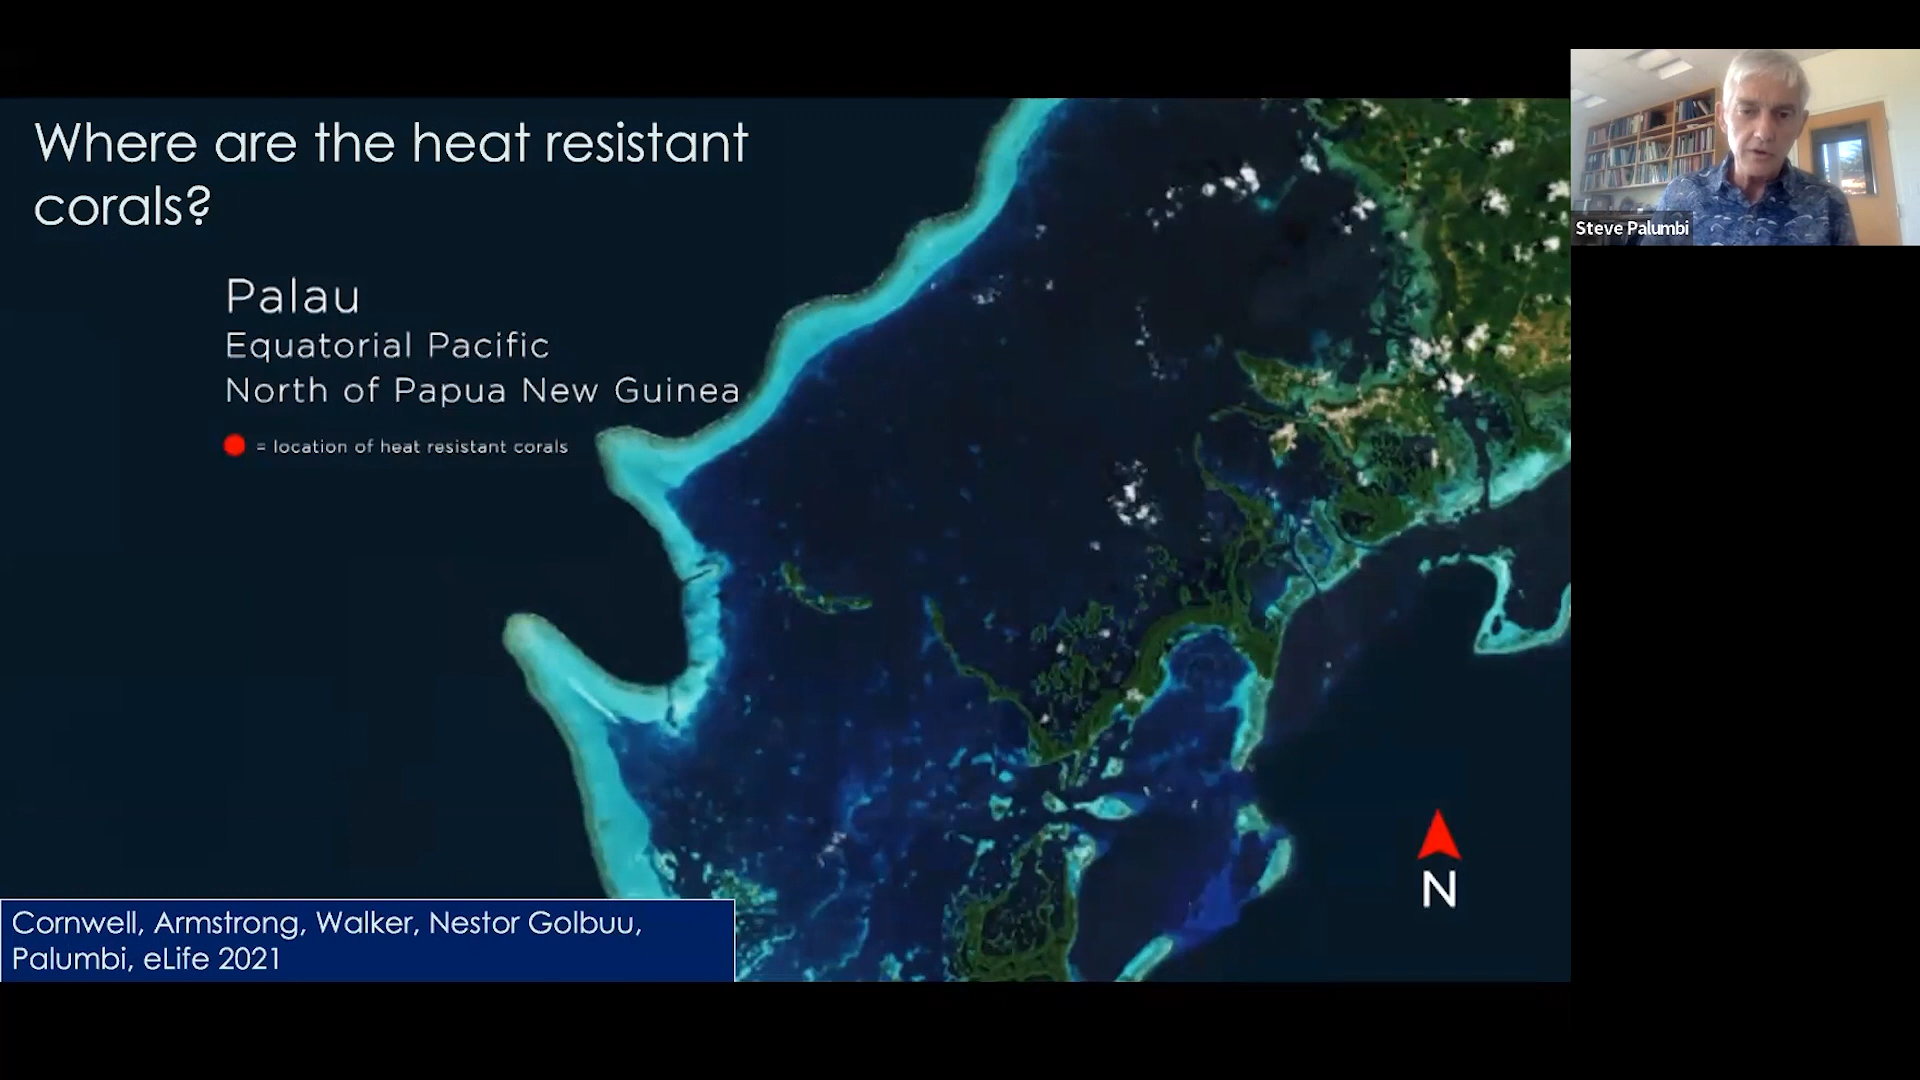 Where are the heat resistant
corals?
Palau
Equatorial Pacific
North of Papua New Guinea
= location of heat resistant corals
N
Cornwell, Armstrong, Walker, Nestor Golbuu,
Palumbi, eLife 2021
Steve Palumbi